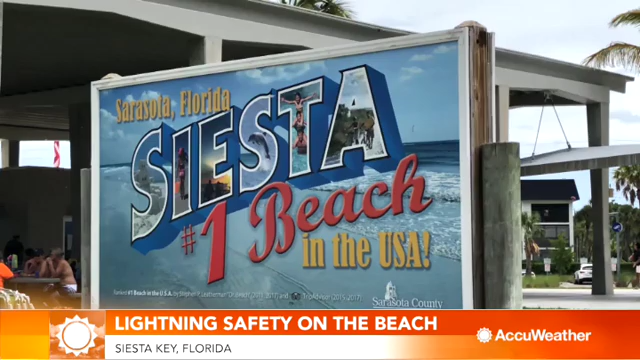 Sarasota, Florida
SIESTA
#1 Beach
in the USA!
Sarasota County
LIGHTNING SAFETY ON THE BEACH
SIESTA KEY, FLORIDA
AccuWeather